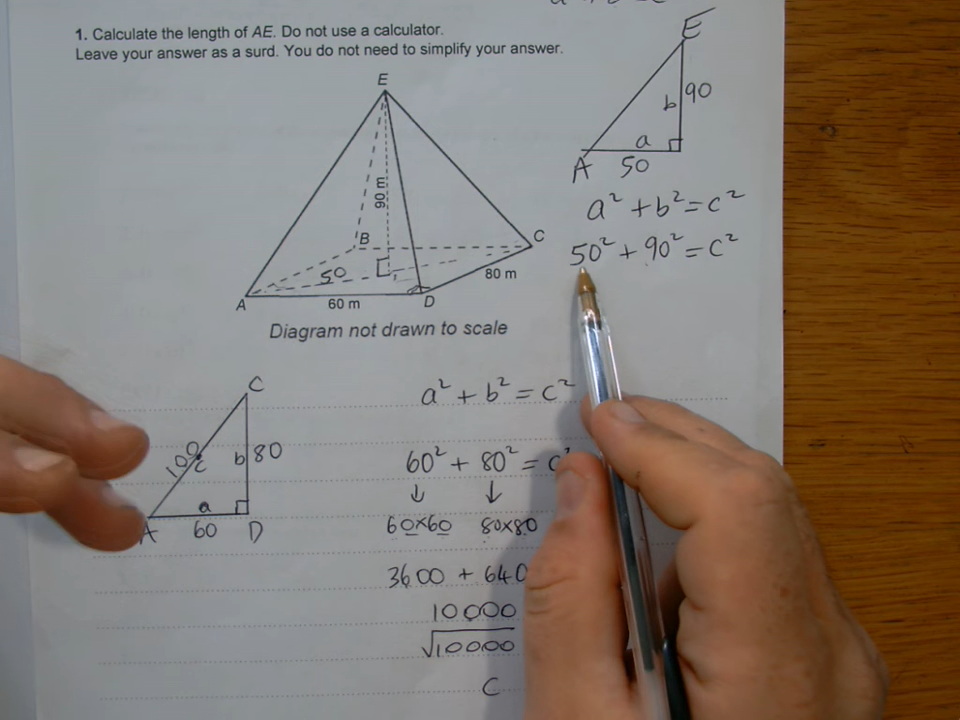 1. Calculate the length of AE. Do not use a calculator.
Leave your answer as a surd. You do not need to simplify your answer.
E
90 m
B
C
50
80 m
A
60 m
D
Diagram not drawn to scale
E
b 90
a
A 50
a² + b² = c²
50² + 90² = c²
C
100
c
b 80
a
A 60 D
a² + b² = c²
60² + 80² = c²
↓ ↓
60×60 80×80
3600 + 640
10000
√10000
C